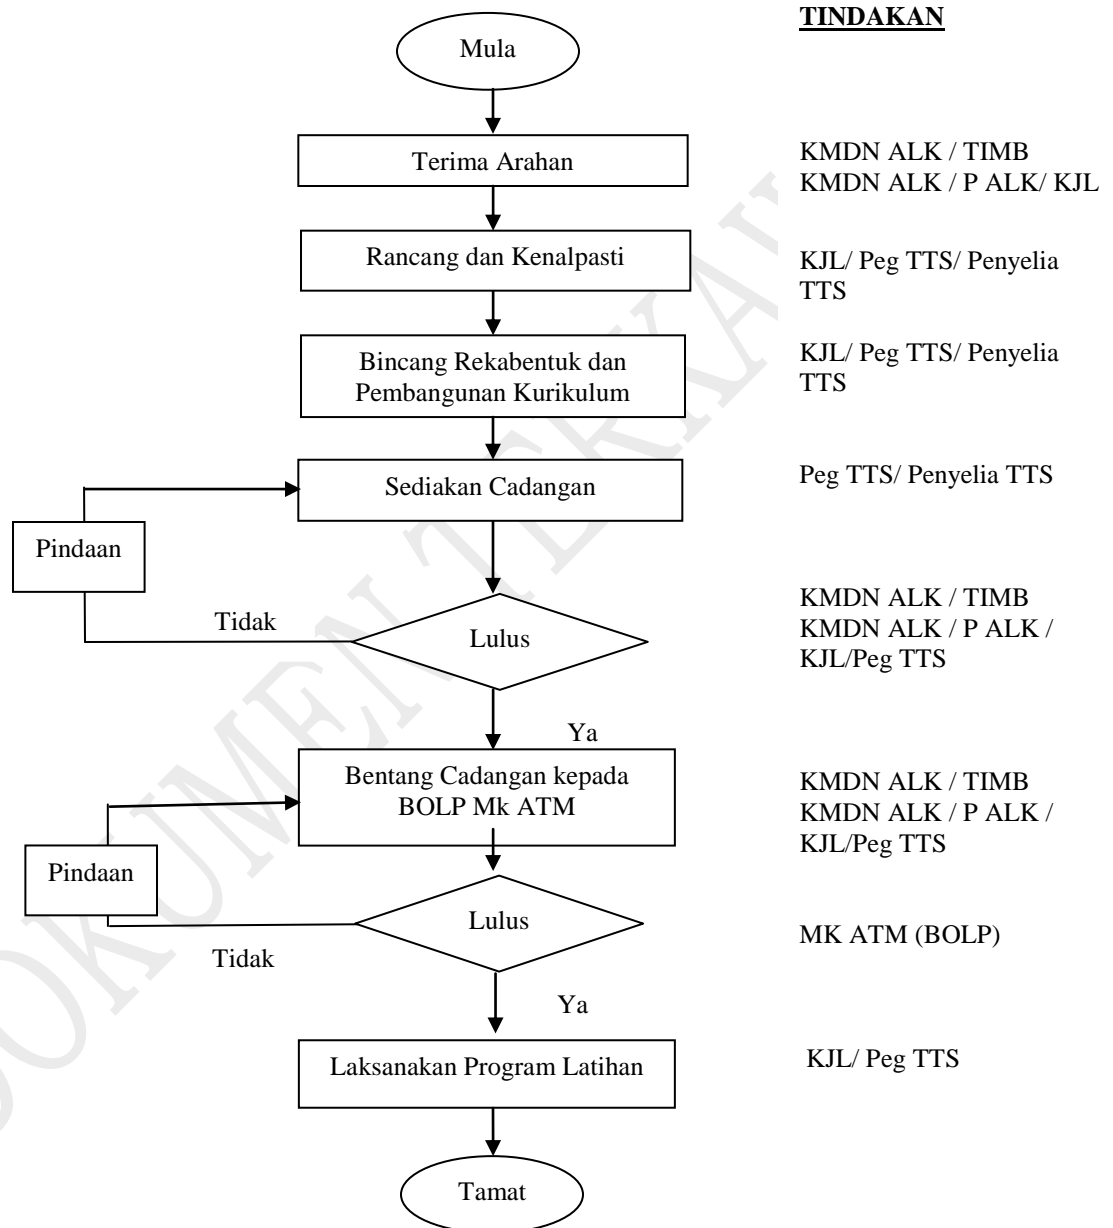 TINDAKAN
Mula
Terima Arahan
KMDN ALK / TIMB
KMDN ALK / P ALK/ KJL
Rancang dan Kenalpasti
KJL/ Peg TTS/ Penyelia
TTS
Bincang Rekabentuk dan
Pembangunan Kurikulum
KJL/ Peg TTS/ Penyelia
TTS
Sediakan Cadangan
Peg TTS/ Penyelia TTS
Pindaan
Tidak
Lulus
KMDN ALK / TIMB
KMDN ALK / P ALK /
KJL/Peg TTS
Ya
Bentang Cadangan kepada
BOLP Mk ATM
KMDN ALK / TIMB
KMDN ALK / P ALK /
KJL/Peg TTS
Pindaan
Tidak
Lulus
MK ATM (BOLP)
Ya
Laksanakan Program Latihan
KJL/ Peg TTS
Tamat